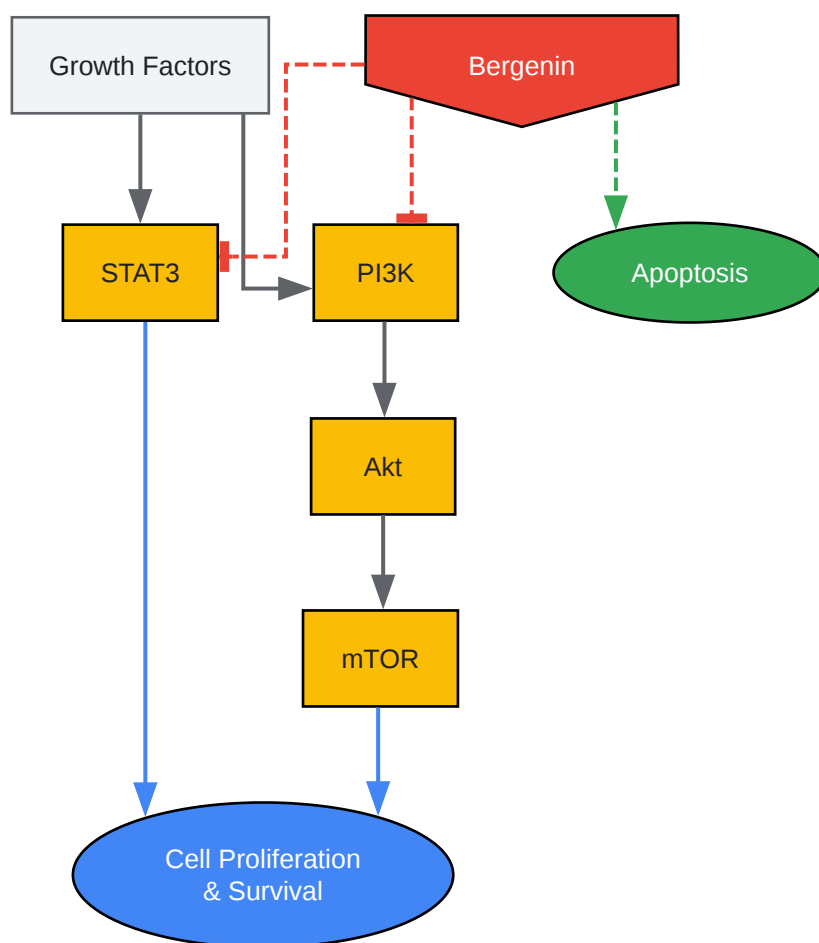 Growth Factors
Bergenin
STAT3
PI3K
Apoptosis
Akt
mTOR
Cell Proliferation
& Survival